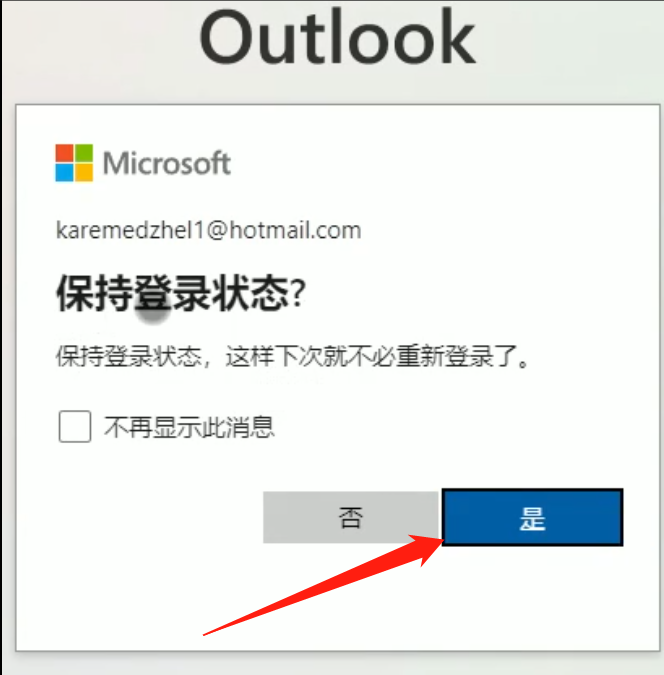 Outlook
Microsoft
karemedzhel1@hotmail.com
保持登录状态?
保持登录状态，这样下次就不必重新登录了。
不再显示此消息
否
是